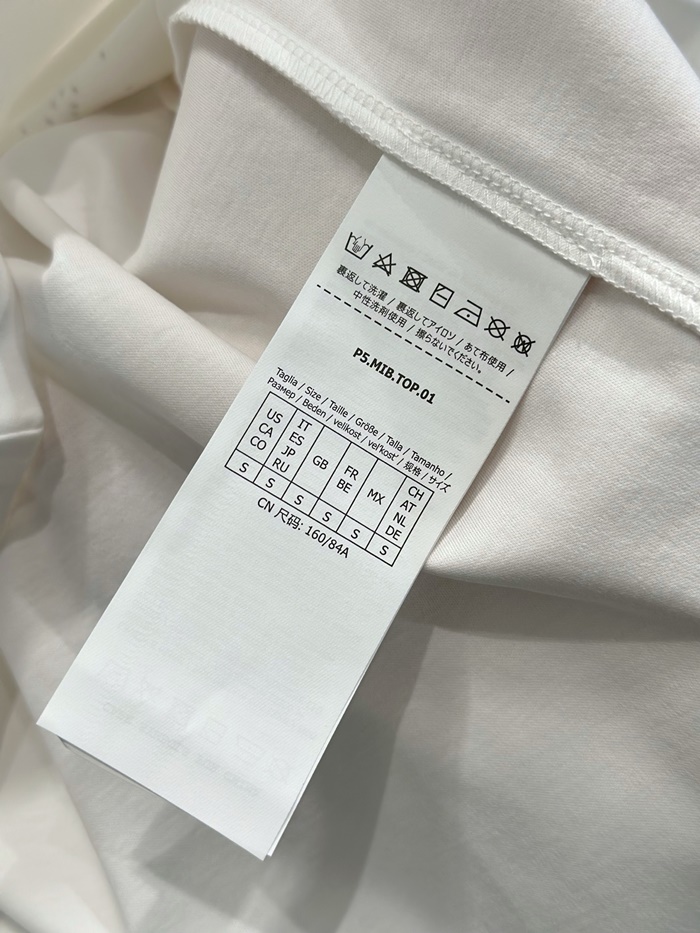 裏返して洗濯 / 裏返してアイロン / あて布使用 /
中性洗剤使用 / 擦らないでください。
P5.MIB.TOP.01
Taglia / Size / Taille / Größe / Talla / Tamanho /
Размер / Beden / velikost / veľkosť / 规格 / サイズ
US IT GB FR MX CH
CA ES BE AT
CO JP NL
RU DE
S S S S S S
CN 尺码: 160/84A